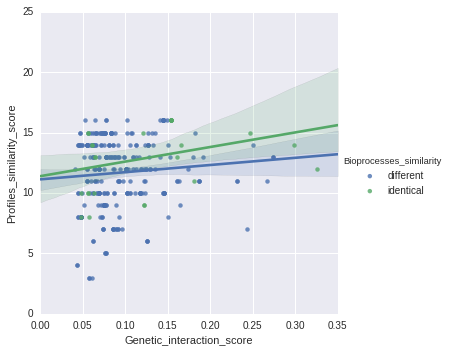 25
20
15
10
5
0
Profiles_similarity_score
0.00 0.05 0.10 0.15 0.20 0.25 0.30 0.35
Genetic_interaction_score
Bioprocesses_similarity
different
identical